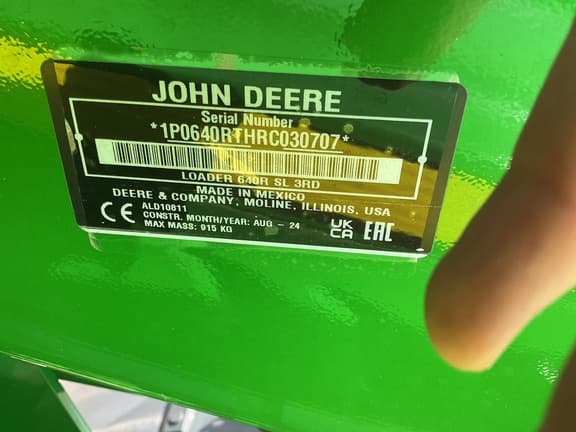 JOHN DEERE
Serial Number
*1P0640RTHRC030707*
LOADER 640R SL 3RD
MADE IN MEXICO
DEERE & COMPANY, MOLINE, ILLINOIS, USA
CE ALD10811
CONSTR. MONTH/YEAR: AUG - 24
MAX MASS: 915 KG
UK CA EAC